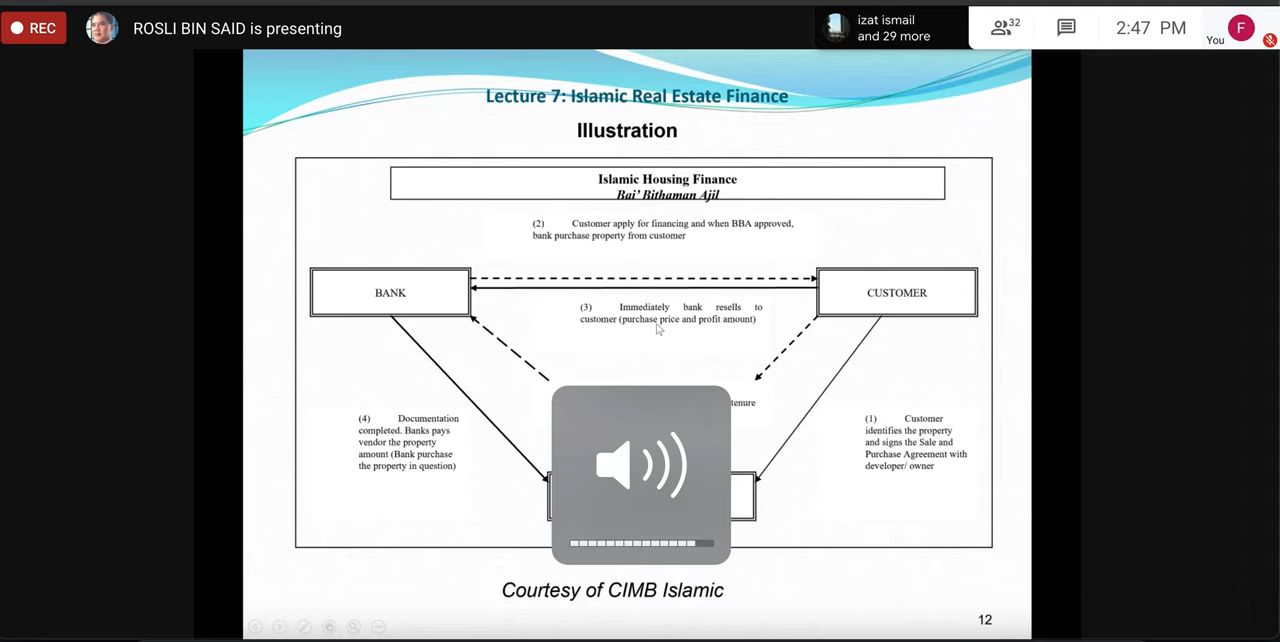 REC
ROSLI BIN SAID is presenting
izat ismail
and 29 more
32
2:47 PM
You
F
Lecture 7: Islamic Real Estate Finance
Illustration
Islamic Housing Finance
Bai' Bithaman Ajil
(2) Customer apply for financing and when BBA approved,
bank purchase property from customer
BANK
CUSTOMER
(3) Immediately bank resells to
customer (purchase price and profit amount)
tenure
(4) Documentation
completed. Banks pays
vendor the property
amount (Bank purchase
the property in question)
(1) Customer
identifies the property
and signs the Sale and
Purchase Agreement with
developer/ owner
Courtesy of CIMB Islamic
12